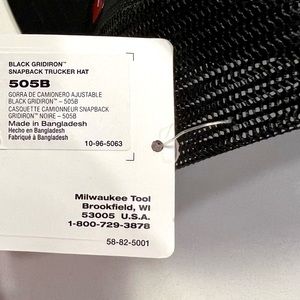 BLACK GRIDIRON™
SNAPBACK TRUCKER HAT
505B
GORRA DE CAMIONERO AJUSTABLE
BLACK GRIDIRON™ – 505B
CASQUETTE CAMIONNEUR SNAPBACK
GRIDIRON™ NOIRE – 505B
Made in Bangladesh
Hecho en Bangladesh
Fabriqué à Bangladesh
10-96-5063
Milwaukee Tool
Brookfield, WI
53005 U.S.A.
1-800-729-3878
58-82-5001